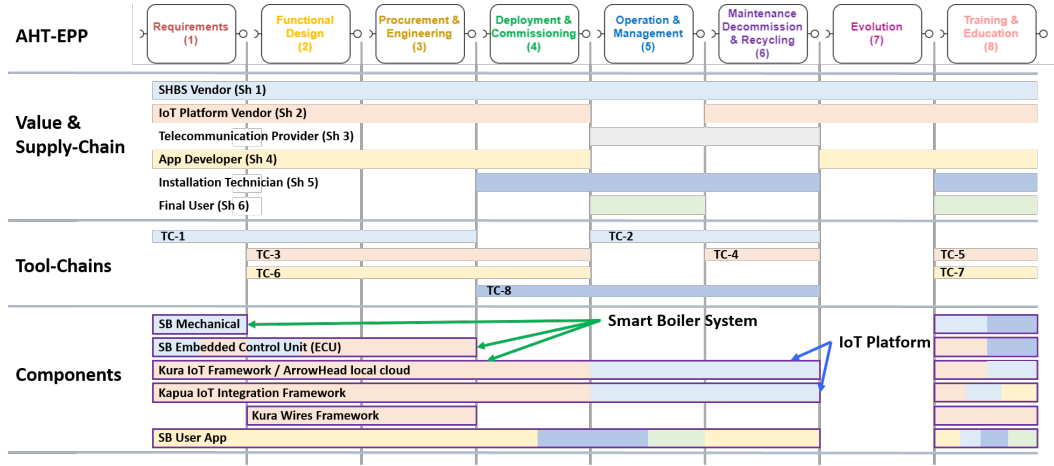 AHT-EPP
Requirements
(1)
Functional
Design
(2)
Procurement &
Engineering
(3)
Deployment &
Commissioning
(4)
Operation &
Management
(5)
Maintenance
Decommission
& Recycling
(6)
Evolution
(7)
Training &
Education
(8)
Value &
Supply-Chain
SHBS Vendor (Sh 1)
IoT Platform Vendor (Sh 2)
Telecommunication Provider (Sh 3)
App Developer (Sh 4)
Installation Technician (Sh 5)
Final User (Sh 6)
Tool-Chains
TC-1
TC-2
TC-3
TC-4
TC-5
TC-6
TC-7
TC-8
Components
SB Mechanical
Smart Boiler System
SB Embedded Control Unit (ECU)
IoT Platform
Kura IoT Framework / ArrowHead local cloud
Kapua IoT Integration Framework
Kura Wires Framework
SB User App